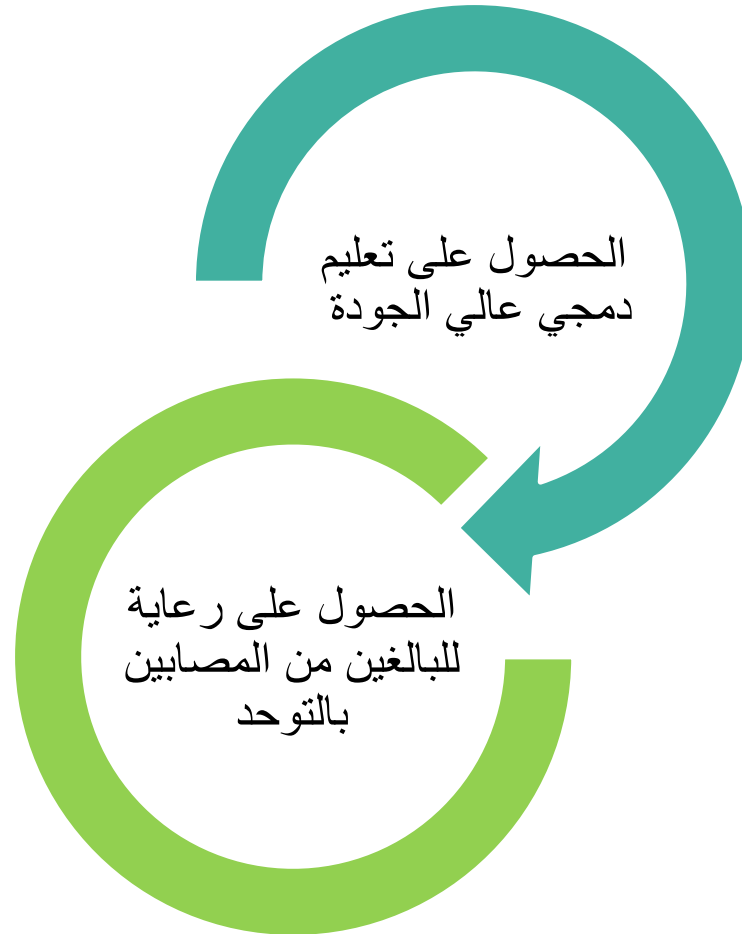 الحصول على تعليم
دمجي عالي الجودة
الحصول على رعاية
للبالغين من المصابين
بالتوحد